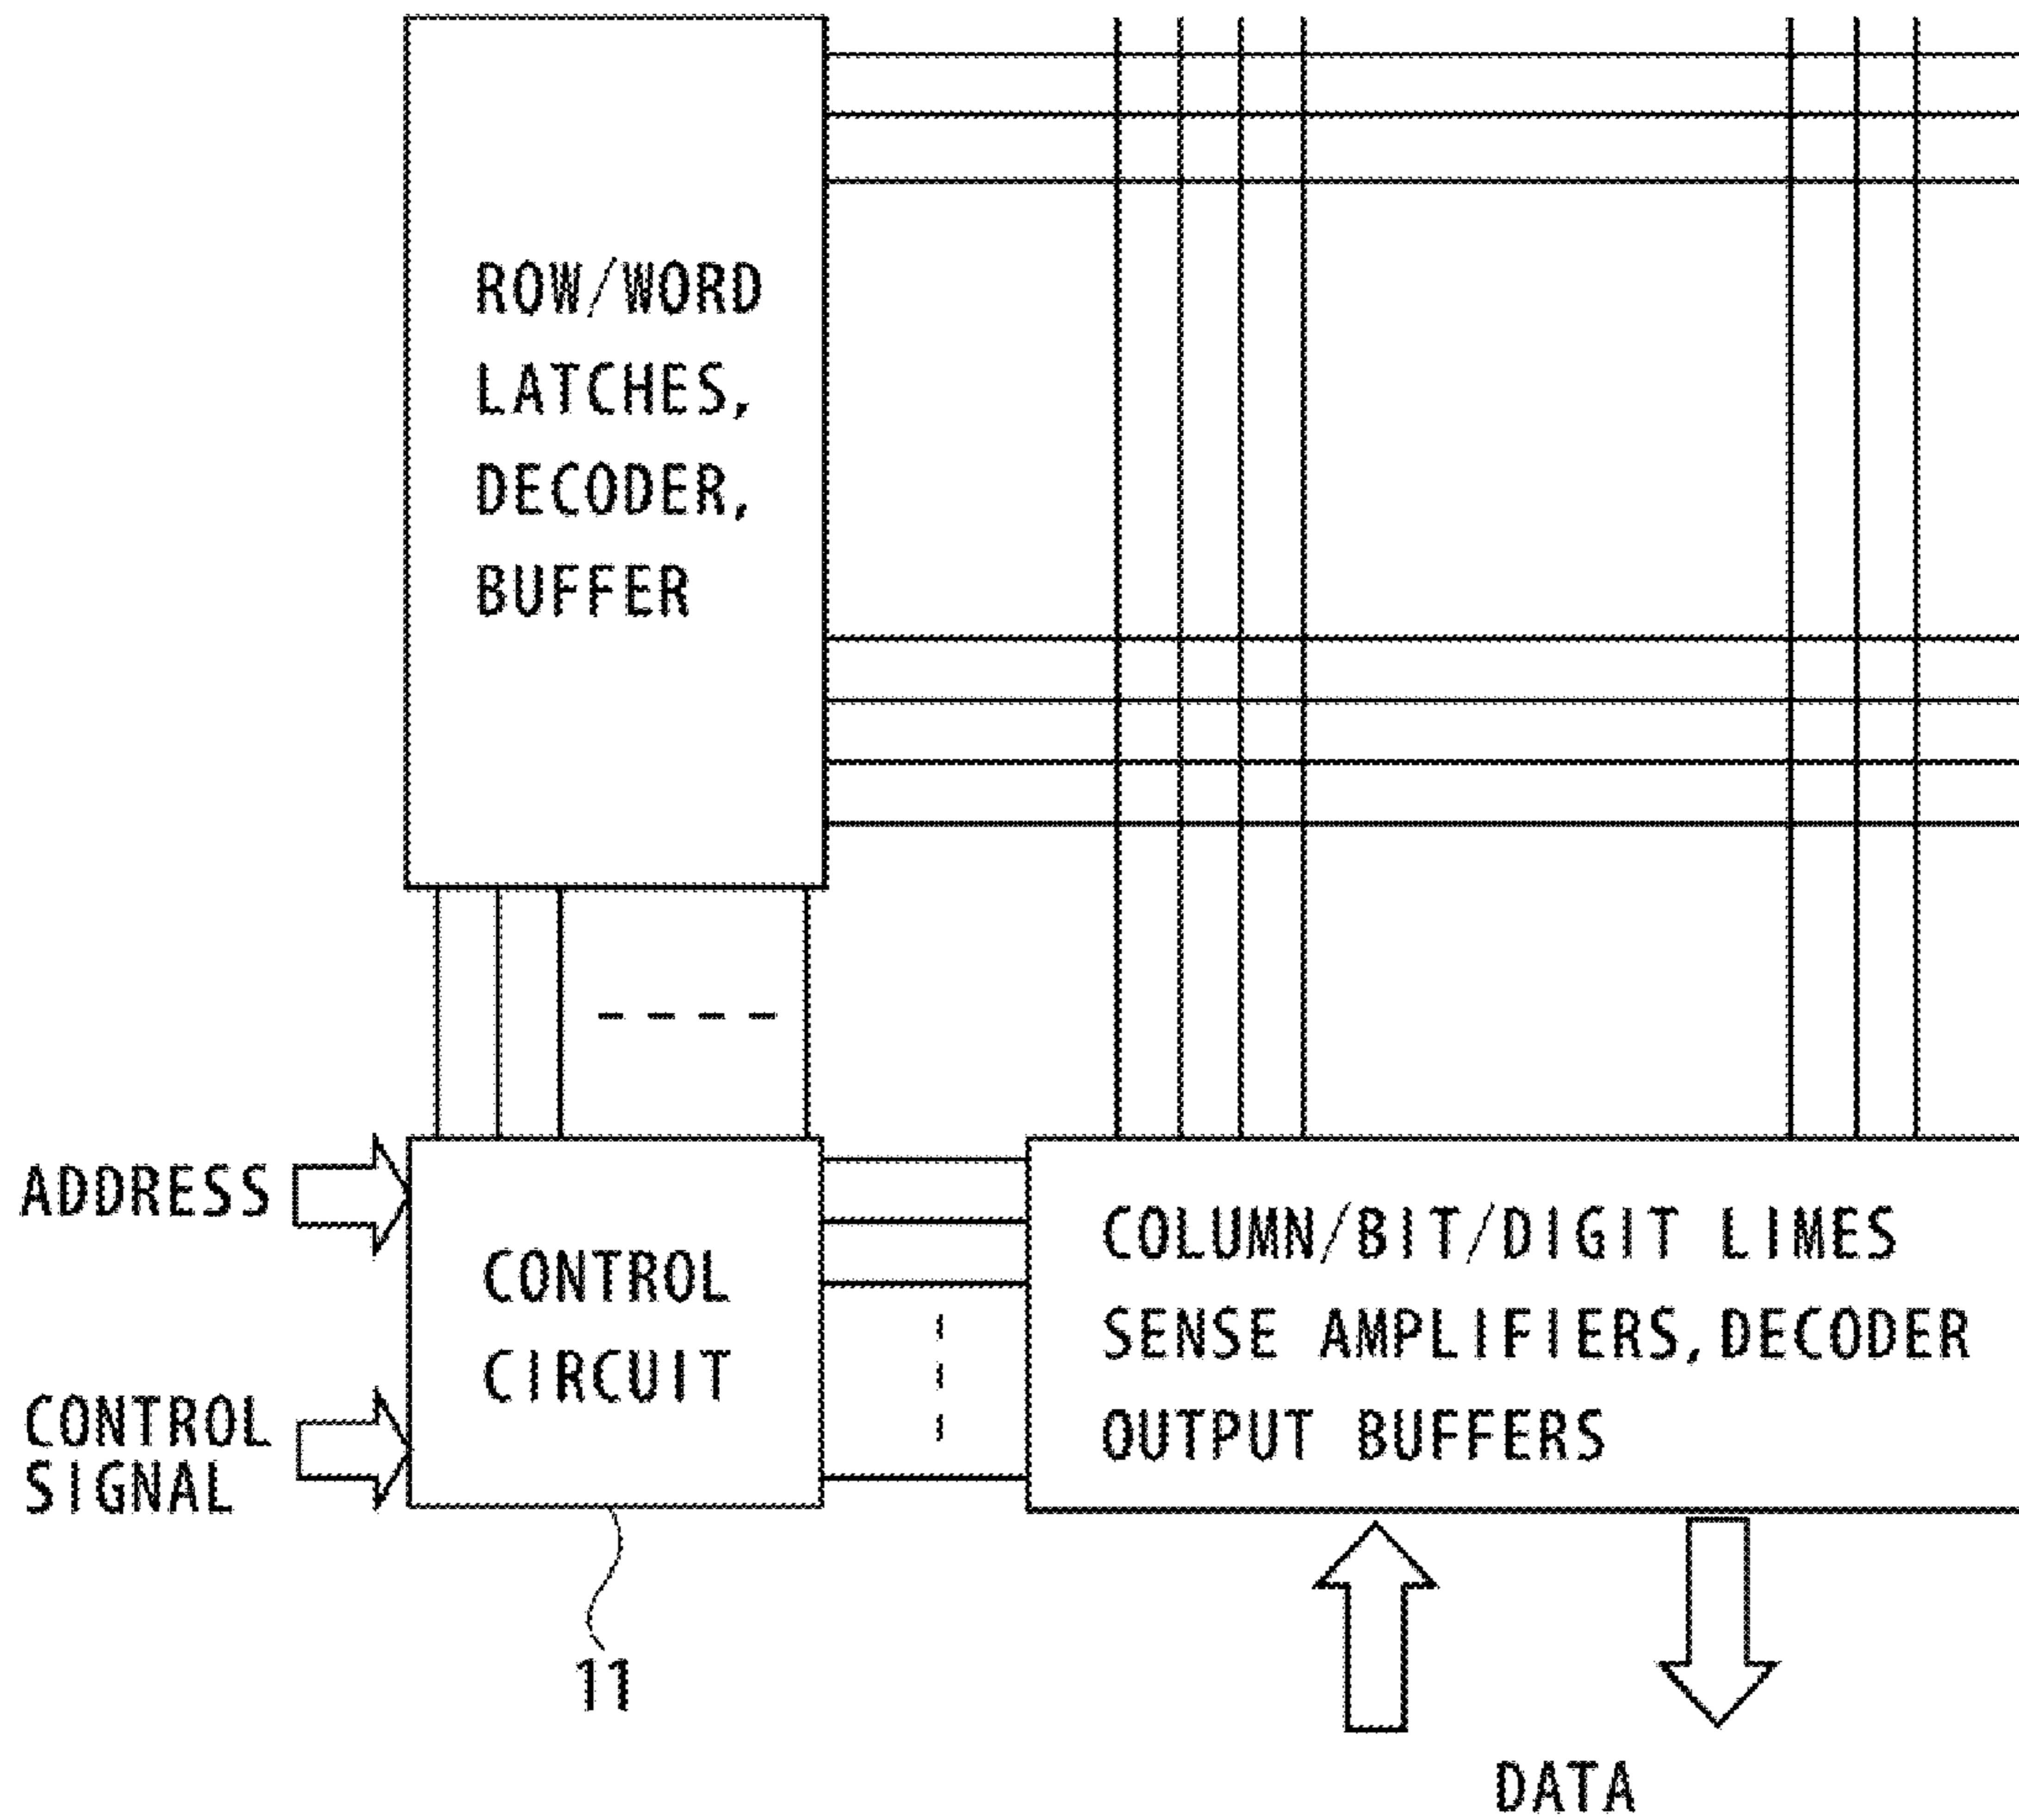 ROW/WORD
LATCHES,
DECODER,
BUFFER
ADDRESS
CONTROL
SIGNAL
CONTROL
CIRCUIT
COLUMN/BIT/DIGIT LIMES
SENSE AMPLIFIERS, DECODER
OUTPUT BUFFERS
11
DATA